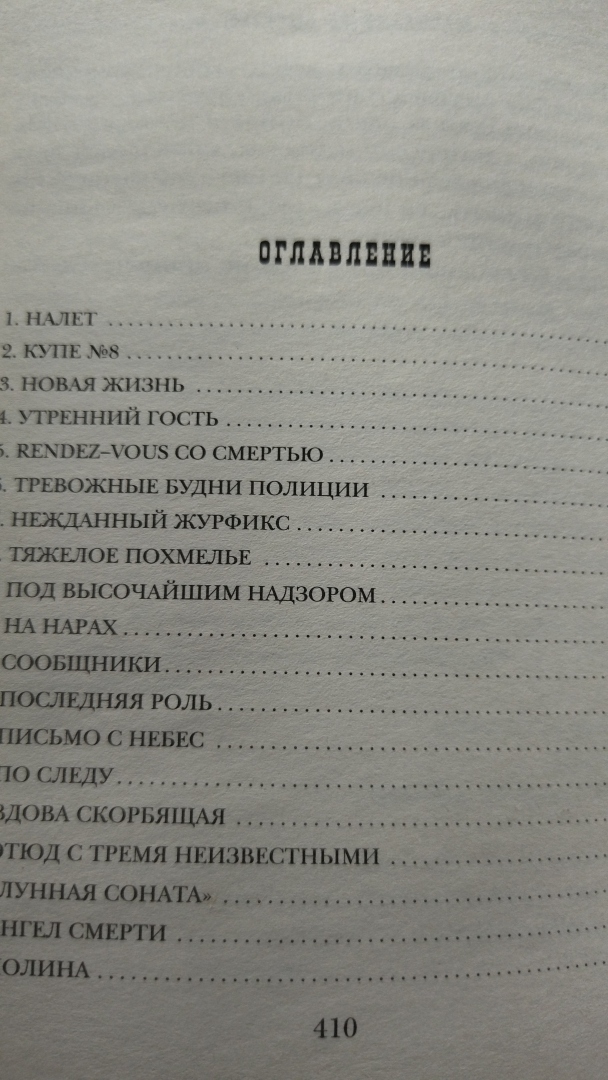 ОГЛАВЛЕНИЕ
1. НАЛЕТ
2. КУПЕ №8
3. НОВАЯ ЖИЗНЬ
4. УТРЕННИЙ ГОСТЬ
5. RENDEZ–VOUS СО СМЕРТЬЮ
6. ТРЕВОЖНЫЕ БУДНИ ПОЛИЦИИ
. НЕЖДАННЫЙ ЖУРФИКС
ТЯЖЕЛОЕ ПОХМЕЛЬЕ
ПОД ВЫСОЧАЙШИМ НАДЗОРОМ
НА НАРАХ
СООБЩНИКИ
ПОСЛЕДНЯЯ РОЛЬ
ПИСЬМО С НЕБЕС
ПО СЛЕДУ
ВДОВА СКОРБЯЩАЯ
ЭТЮД С ТРЕМЯ НЕИЗВЕСТНЫМИ
ЛУННАЯ СОНАТА»
НГЕЛ СМЕРТИ
410